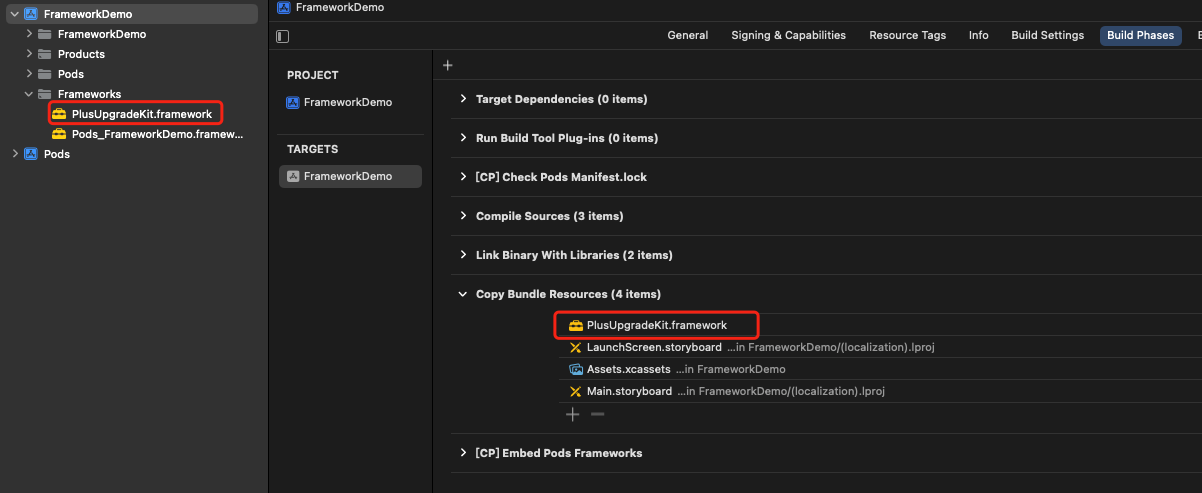 FrameworkDemo
FrameworkDemo
Products
Pods
Frameworks
PlusUpgradeKit.framework
Pods_FrameworkDemo.framew...
Pods
FrameworkDemo
General Signing & Capabilities Resource Tags Info Build Settings Build Phases
PROJECT
FrameworkDemo
TARGETS
FrameworkDemo
Target Dependencies (0 items)
Run Build Tool Plug-ins (0 items)
[CP] Check Pods Manifest.lock
Compile Sources (3 items)
Link Binary With Libraries (2 items)
Copy Bundle Resources (4 items)
PlusUpgradeKit.framework
LaunchScreen.storyboard ...in FrameworkDemo/(localization).lproj
Assets.xcassets ...in FrameworkDemo
Main.storyboard ...in FrameworkDemo/(localization).lproj
[CP] Embed Pods Frameworks